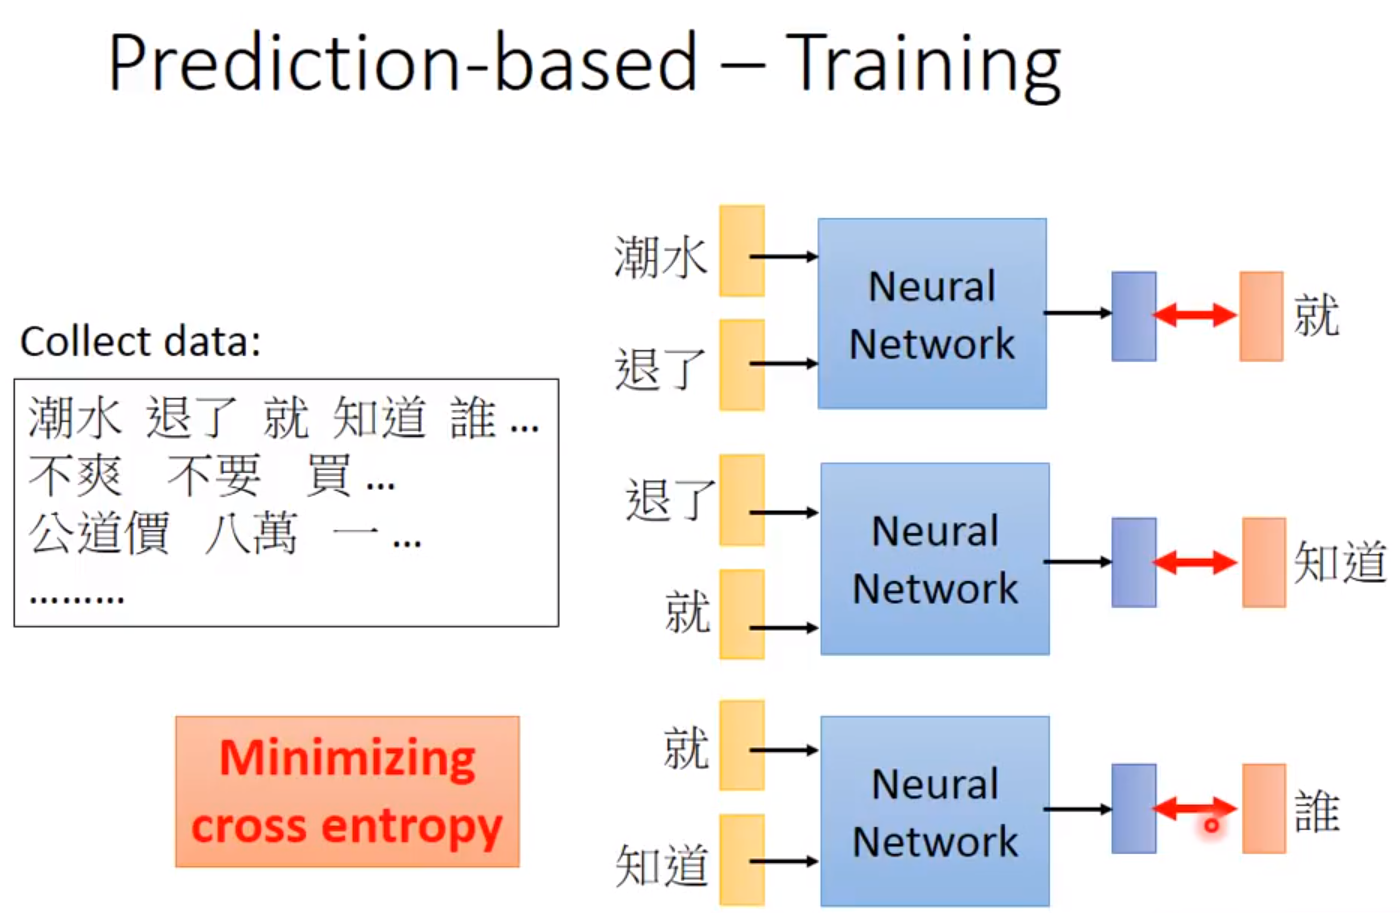 Prediction-based – Training
Collect data:
潮水 退了 就 知道 誰 …
不爽 不要 買 …
公道價 八萬 一 …
………
Minimizing
cross entropy
潮水
退了
Neural
Network
就
退了
就
Neural
Network
知道
就
知道
Neural
Network
誰